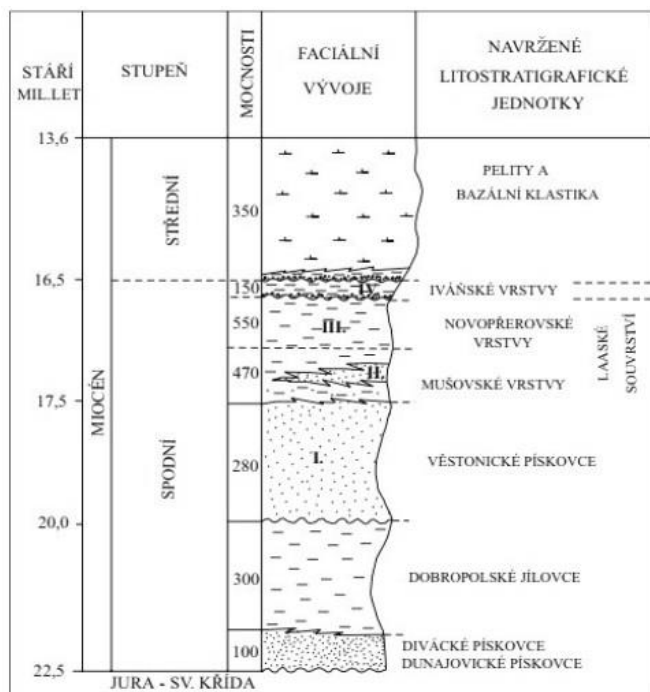 STÁŘÍ
MIL.LET
STUPEŇ
MOCNOSTI
FACIÁLNÍ
VÝVOJE
NAVRŽENÉ
LITOSTRATIGRAFICKÉ
JEDNOTKY
13,6
16,5
17,5
20,0
22,5
MIOCÉN
STŘEDNÍ
SPODNÍ
350
150
550
470
280
300
100
IV.
III.
II.
I.
PELITY A
BAZÁLNÍ KLASTIKA
IVÁŇSKÉ VRSTVY
NOVOPŘEROVSKÉ
VRSTVY
MUŠOVSKÉ VRSTVY
LAASKÉ
SOUVRSTVÍ
VĚSTONICKÉ PÍSKOVCE
DOBROPOLSKÉ JÍLOVCE
DIVÁCKÉ PÍSKOVCE
DUNAJOVICKÉ PÍSKOVCE
JURA - SV. KŘÍDA